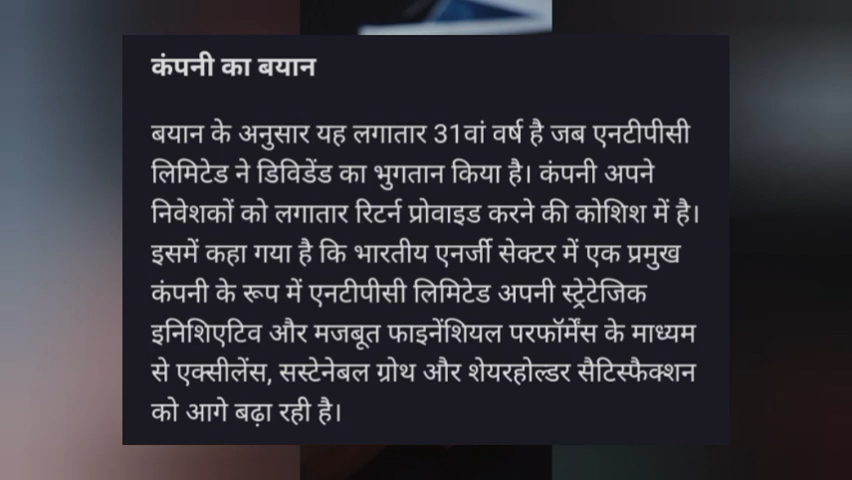 कंपनी का बयान
बयान के अनुसार यह लगातार 31वां वर्ष है जब एनटीपीसी
लिमिटेड ने डिविडेंड का भुगतान किया है। कंपनी अपने
निवेशकों को लगातार रिटर्न प्रोवाइड करने की कोशिश में है।
इसमें कहा गया है कि भारतीय एनर्जी सेक्टर में एक प्रमुख
कंपनी के रूप में एनटीपीसी लिमिटेड अपनी स्ट्रेटेजिक
इनिशिएटिव और मजबूत फाइनेंशियल परफॉर्मेंस के माध्यम
से एक्सीलेंस, सस्टेनेबल ग्रोथ और शेयरहोल्डर सैटिस्फैक्शन
को आगे बढ़ा रही है।